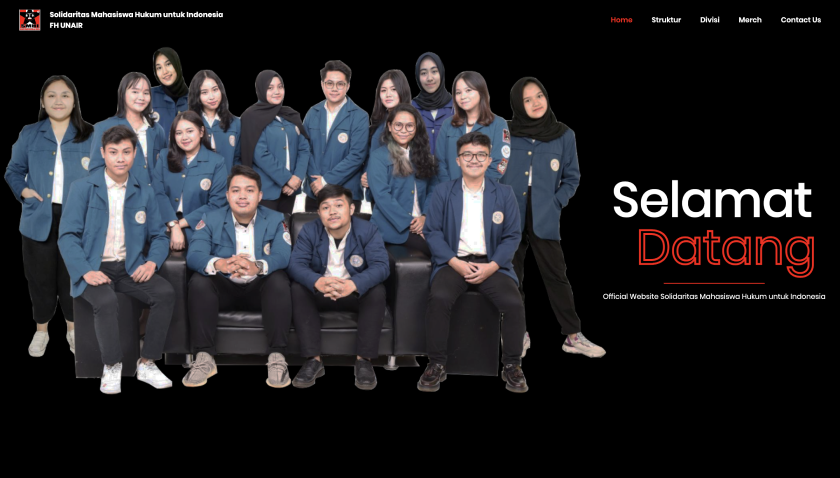 Solidaritas Mahasiswa Hukum untuk Indonesia
FH UNAIR
Home Struktur Divisi Merch Contact Us
Selamat
Datang
Official Website Solidaritas Mahasiswa Hukum untuk Indonesia